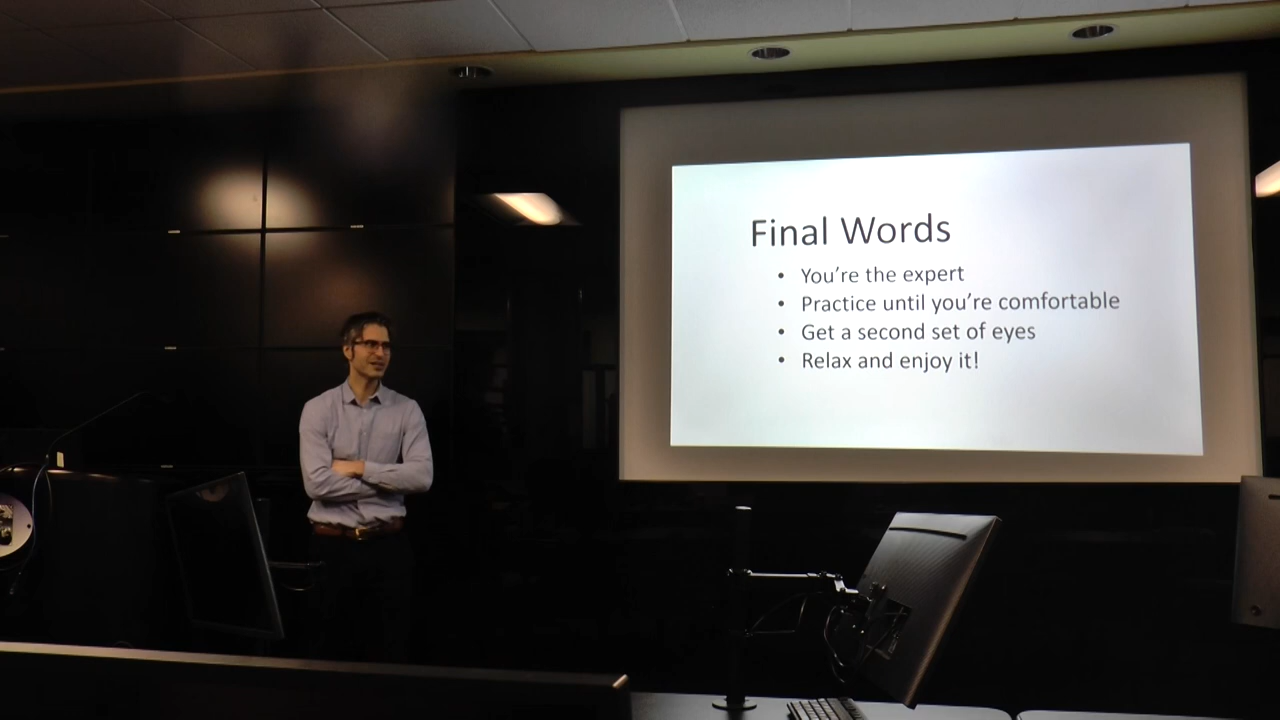 Final Words
• You're the expert
• Practice until you're comfortable
• Get a second set of eyes
• Relax and enjoy it!